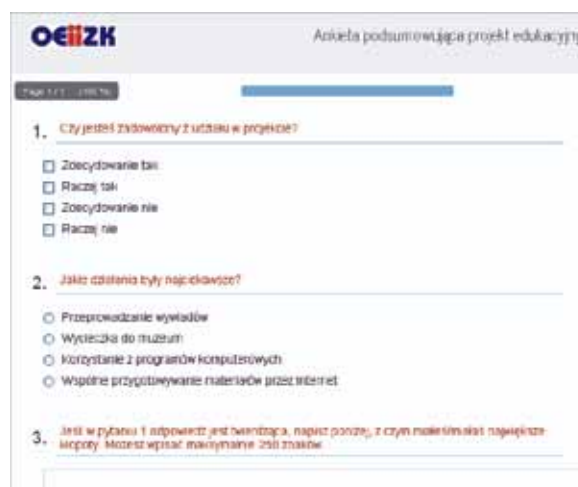 OEiiZK
Ankieta podsumowująca projekt edukacyjny
1. Czy jesteś zadowolony z udziału w projekcie?
Zdecydowanie tak
Raczej tak
Zdecydowanie nie
Raczej nie
2. Jakie działania były najciekawsze?
Przeprowadzanie wywiadów
Wycieczka do muzeum
Korzystanie z programów komputerowych
Wspólne przygotowywanie materiałów przez Internet
3. Jeśli w pytaniu 1 odpowiedź jest twierdząca, napisz poniżej, z czym miałeś/miałaś największe
kłopoty. Możesz wpisać maksymalnie 250 znaków.